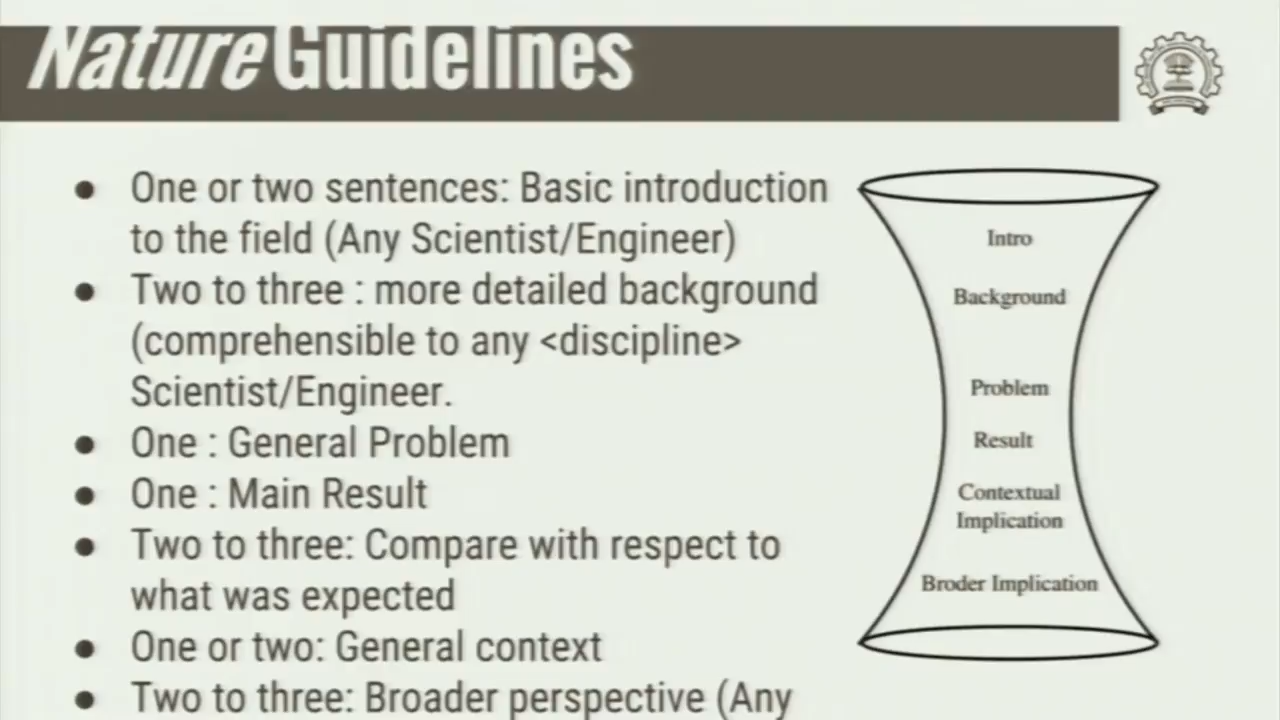 Nature Guidelines
● One or two sentences: Basic introduction
to the field (Any Scientist/Engineer)
● Two to three : more detailed background
(comprehensible to any <discipline>
Scientist/Engineer.
● One : General Problem
● One : Main Result
● Two to three: Compare with respect to
what was expected
● One or two: General context
● Two to three: Broader perspective (Any
Intro
Background
Problem
Result
Contextual
Implication
Broder Implication